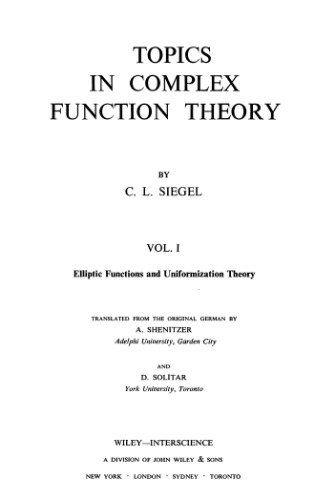 TOPICS
IN COMPLEX
FUNCTION THEORY
BY
C. L. SIEGEL
VOL. I
Elliptic Functions and Uniformization Theory
TRANSLATED FROM THE ORIGINAL GERMAN BY
A. SHENITZER
Adelphi University, Garden City
AND
D. SOLITAR
York University, Toronto
WILEY—INTERSCIENCE
A DIVISION OF JOHN WILEY & SONS
NEW YORK · LONDON · SYDNEY · TORONTO